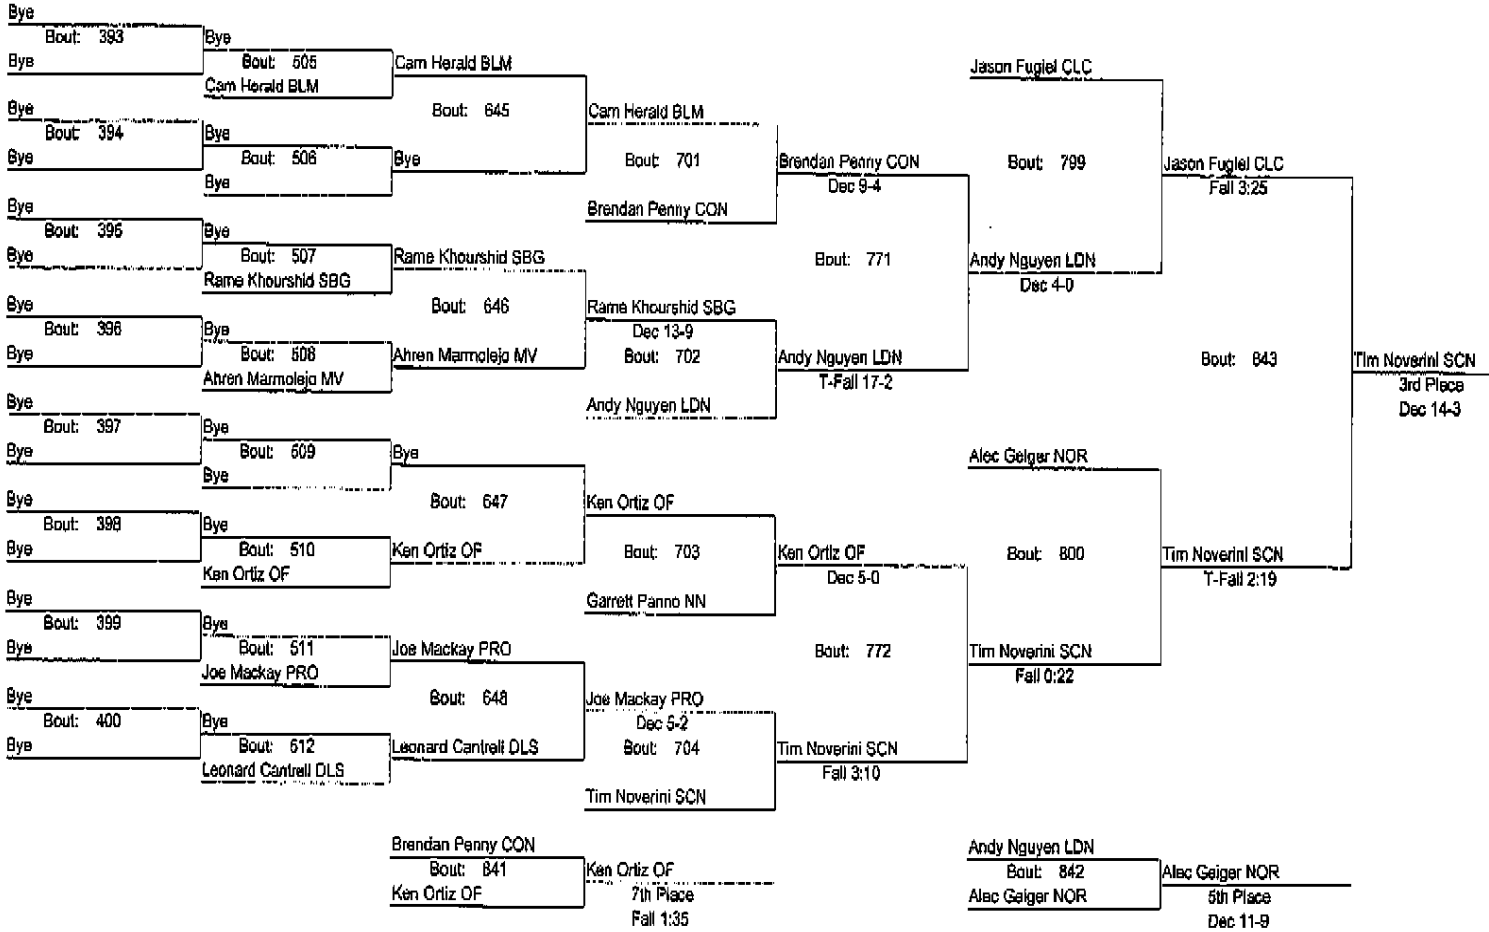 Bye
Bout: 393
Bye
Bye
Bout: 394
Bye
Bye
Bout: 395
Bye
Bye
Bout: 396
Bye
Bye
Bout: 397
Bye
Bye
Bout: 398
Bye
Bye
Bout: 399
Bye
Bye
Bout: 400
Bye
Bye
Bout: 505
Cam Herald BLM
Bye
Bout: 506
Bye
Bye
Bout: 507
Rame Khourshid SBG
Bye
Bout: 508
Ahren Marmolejo MV
Bye
Bout: 509
Bye
Bye
Bout: 510
Ken Ortiz OF
Bye
Bout: 511
Joe Mackay PRO
Bye
Bout: 512
Leonard Cantrell DLS
Cam Herald BLM
Bout: 645
Bye
Rame Khourshid SBG
Bout: 646
Ahren Marmolejo MV
Bye
Bout: 647
Ken Ortiz OF
Joe Mackay PRO
Bout: 648
Leonard Cantrell DLS
Cam Herald BLM
Bout: 701
Brendan Penny CON
Rame Khourshid SBG
Dec 13-9
Bout: 702
Andy Nguyen LDN
Ken Ortiz OF
Bout: 703
Garrett Panno NN
Joe Mackay PRO
Dec 5-2
Bout: 704
Tim Noverini SCN
Brendan Penny CON
Dec 9-4
Bout: 771
Andy Nguyen LDN
T-Fall 17-2
Ken Ortiz OF
Dec 5-0
Bout: 772
Tim Noverini SCN
Fall 3:10
Jason Fugiel CLC
Bout: 799
Andy Nguyen LDN
Dec 4-0
Alec Geiger NOR
Bout: 800
Tim Noverini SCN
Fall 0:22
Jason Fugiel CLC
Fall 3:25
Bout: 843
Tim Noverini SCN
T-Fall 2:19
Tim Noverini SCN
3rd Place
Dec 14-3
Brendan Penny CON
Bout: 841
Ken Ortiz OF
Ken Ortiz OF
7th Place
Fall 1:35
Andy Nguyen LDN
Bout: 842
Alec Geiger NOR
Alec Geiger NOR
5th Place
Dec 11-9